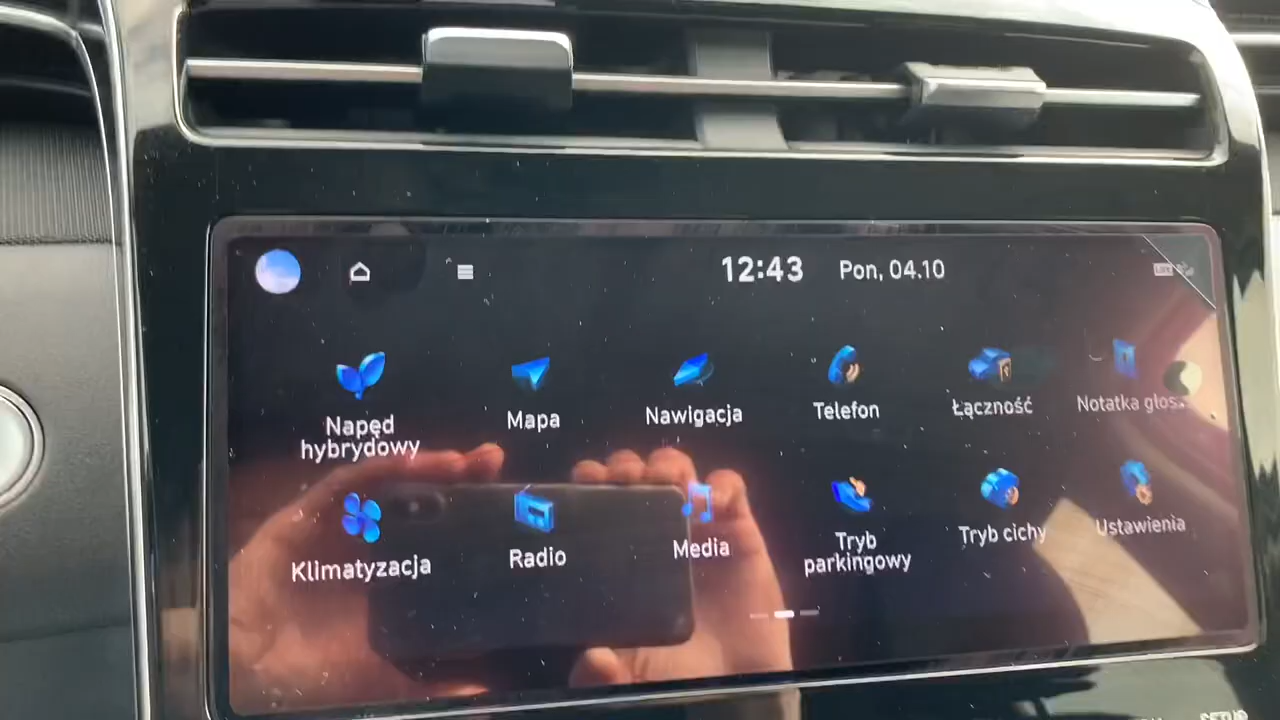 12:43 Pon, 04.10
Napęd
hybrydowy
Mapa
Nawigacja
Telefon
Łączność
Notatka głos...
Klimatyzacja
Radio
Media
Tryb
parkingowy
Tryb cichy
Ustawienia